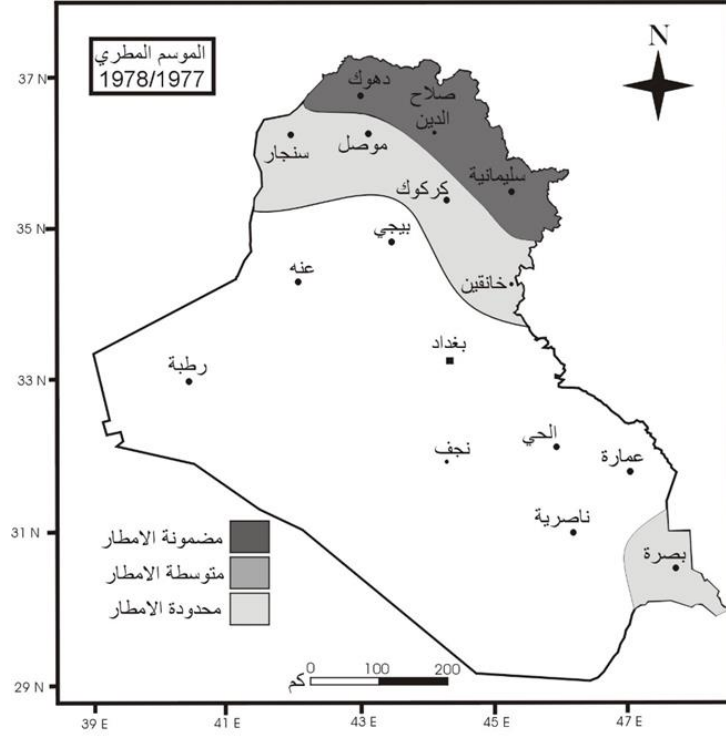 الموسم المطري
1978/1977
N
37 N
35 N
33 N
31 N
29 N
دهوك
صلاح
الدين
سنجار
موصل
سليمانية
كركوك
بيجي
عنه
خانقين
بغداد
رطبة
الحي
نجف
عمارة
ناصرية
بصرة
مضمونة الامطار
متوسطة الامطار
محدودة الامطار
كم 0 100 200
39 E 41 E 43 E 45 E 47 E